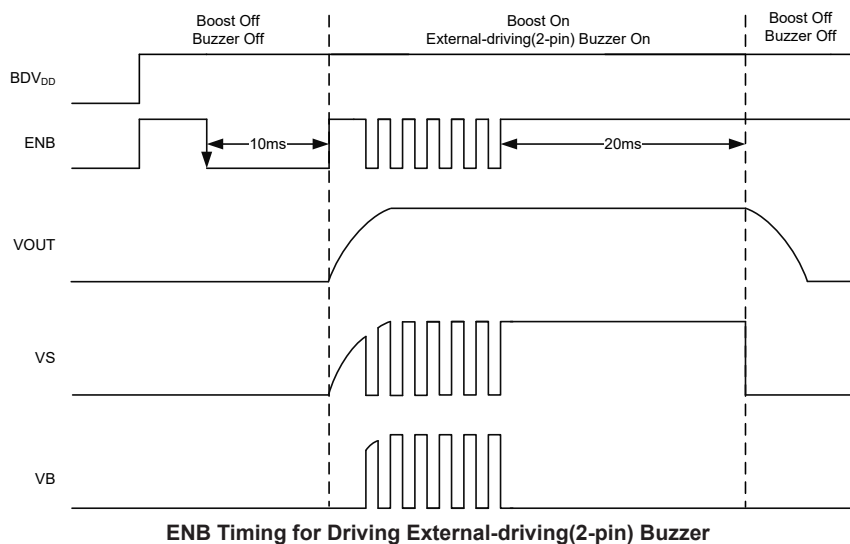 Boost Off
Buzzer Off
Boost On
External-driving(2-pin) Buzzer On
Boost Off
Buzzer Off
BDVDD
ENB
10ms
20ms
VOUT
VS
VB
ENB Timing for Driving External-driving(2-pin) Buzzer